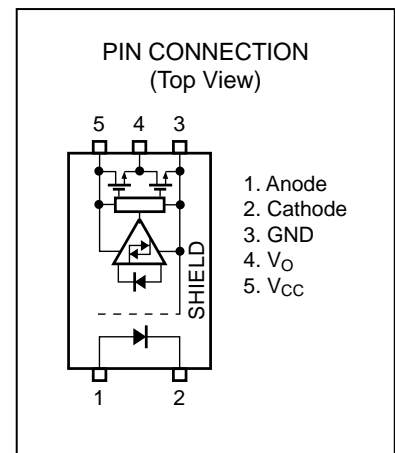 PIN CONNECTION
(Top View)
5 4 3
SHIELD
1 2
1. Anode
2. Cathode
3. GND
4. VO
5. VCC